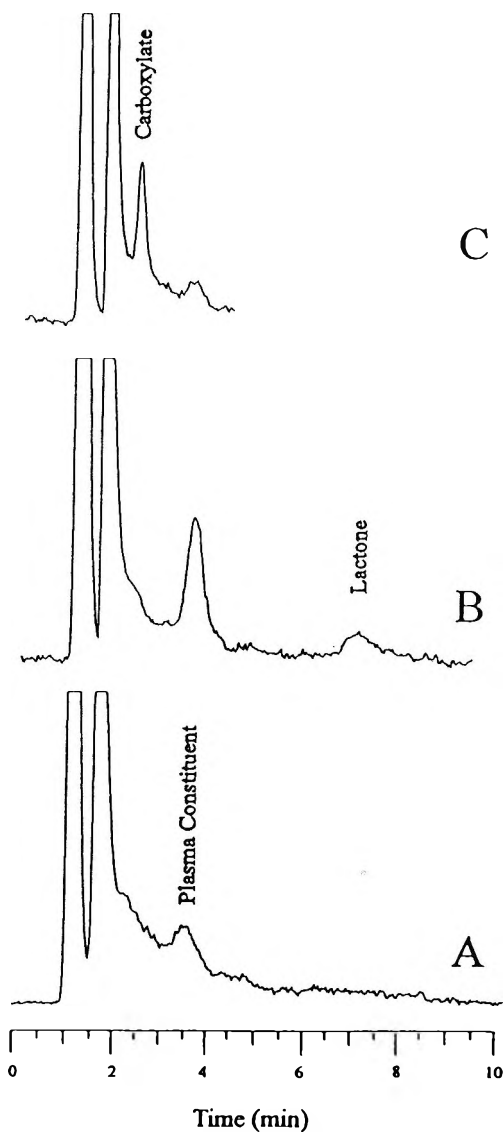 Carboxylate
C
Lactone
B
Plasma Constituent
A
0 2 4 6 8 10
Time (min)